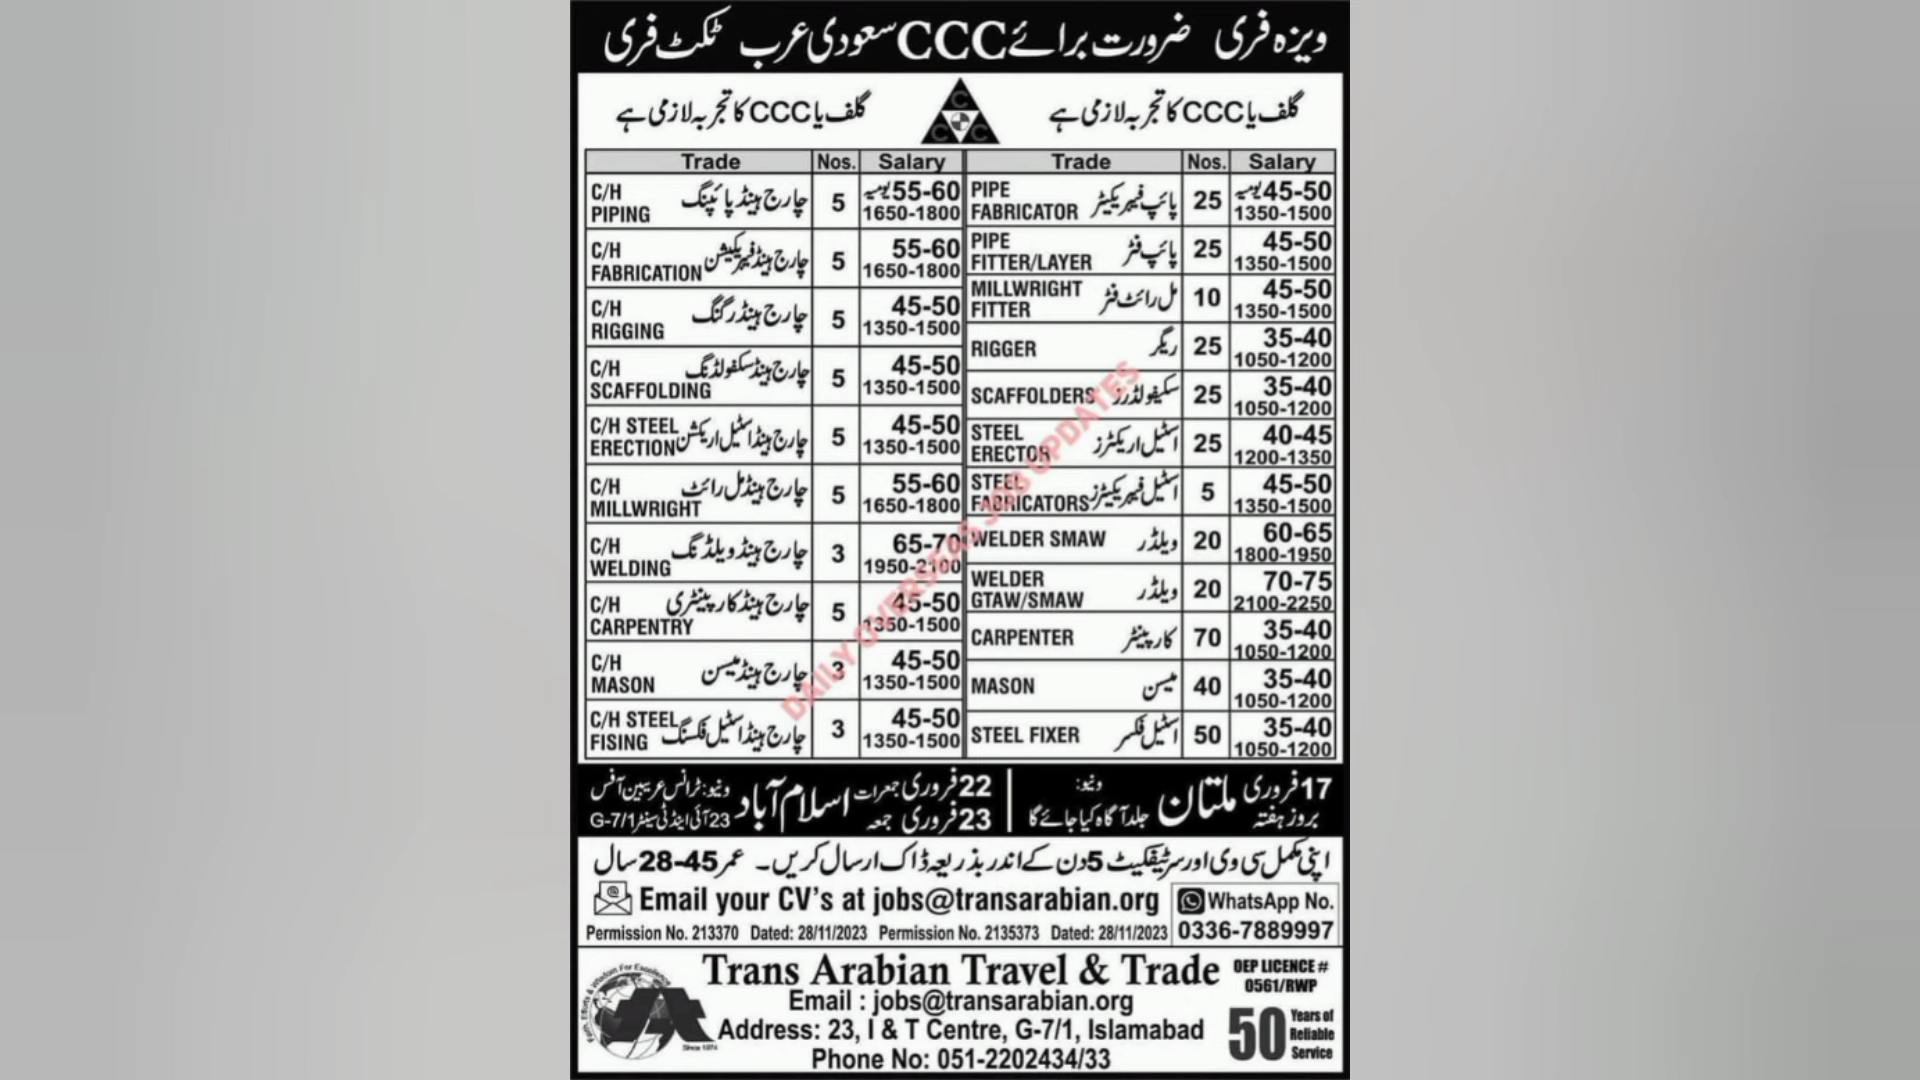 ویزہ فری ضرورت برائے CCC سعودی عرب ٹکٹ فری
گلف یا CCC کا تجربہ لازمی ہے
گلف یا CCC کا تجربہ لازمی ہے
C C C
Trade Nos. Salary
C/H PIPING چارج ہینڈ پائپنگ 5 55-60 یومیہ 1650-1800
C/H FABRICATION چارج ہینڈ فیبریکیشن 5 55-60 1650-1800
C/H RIGGING چارج ہینڈ رگنگ 5 45-50 1350-1500
C/H SCAFFOLDING چارج ہینڈ سکفولڈنگ 5 45-50 1350-1500
C/H STEEL ERECTION چارج ہینڈ اسٹیل اریکشن 5 45-50 1350-1500
C/H MILLWRIGHT چارج ہینڈ مل رائٹ 5 55-60 1650-1800
C/H WELDING چارج ہینڈ ویلڈنگ 3 65-70 1950-2100
C/H CARPENTRY چارج ہینڈ کارپینٹری 5 45-50 1350-1500
C/H MASON چارج ہینڈ میسن 3 45-50 1350-1500
C/H STEEL FISING چارج ہینڈ اسٹیل فکسنگ 3 45-50 1350-1500
Trade Nos. Salary
PIPE FABRICATOR پائپ فیبریکیٹر 25 45-50 یومیہ 1350-1500
PIPE FITTER/LAYER پائپ فٹر 25 45-50 1350-1500
MILLWRIGHT FITTER مل رائٹ فٹر 10 45-50 1350-1500
RIGGER ریگر 25 35-40 1050-1200
SCAFFOLDERS سکیفولڈرز 25 35-40 1050-1200
STEEL ERECTOR اسٹیل اریکٹرز 25 40-45 1200-1350
STEEL FABRICATORS اسٹیل فیبریکیٹرز 5 45-50 1350-1500
WELDER SMAW ویلڈر 20 60-65 1800-1950
WELDER GTAW/SMAW ویلڈر 20 70-75 2100-2250
CARPENTER کارپینٹر 70 35-40 1050-1200
MASON میسن 40 35-40 1050-1200
STEEL FIXER اسٹیل فکسر 50 35-40 1050-1200
DAILY OVERSEAS JOB UPDATES
17 فروری بروز ہفتہ ملتان وینیو: جلد آگاہ کیا جائے گا
22 فروری جمعرات 23 فروری جمعہ اسلام آباد وینیو: ٹرانس عریبین آفس 23 آئی اینڈ ٹی سینٹر G-7/1
اپنی مکمل سی وی اور سرٹیفکیٹ 5 دن کے اندر بذریعہ ڈاک ارسال کریں۔ عمر 28-45 سال
Email your CV's at jobs@transarabian.org
WhatsApp No.
0336-7889997
Permission No. 213370 Dated: 28/11/2023 Permission No. 2135373 Dated: 28/11/2023
Trans Arabian Travel & Trade
OEP LICENCE # 0561/RWP
Email : jobs@transarabian.org
Address: 23, I & T Centre, G-7/1, Islamabad
Phone No: 051-2202434/33
50 Years of Reliable Service
Since 1974